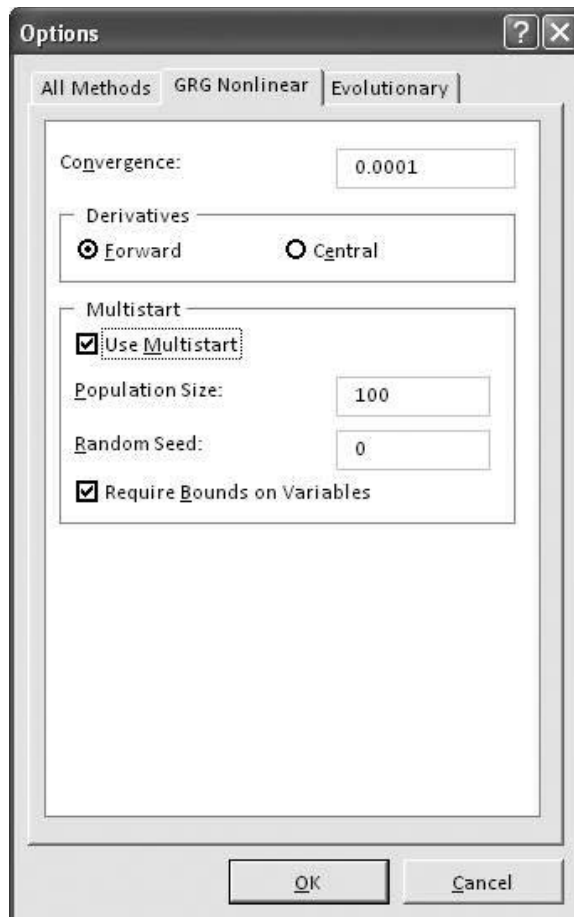 Options
All Methods GRG Nonlinear Evolutionary
Convergence: 0.0001
Derivatives
Forward Central
Multistart
Use Multistart
Population Size: 100
Random Seed: 0
Require Bounds on Variables
OK Cancel